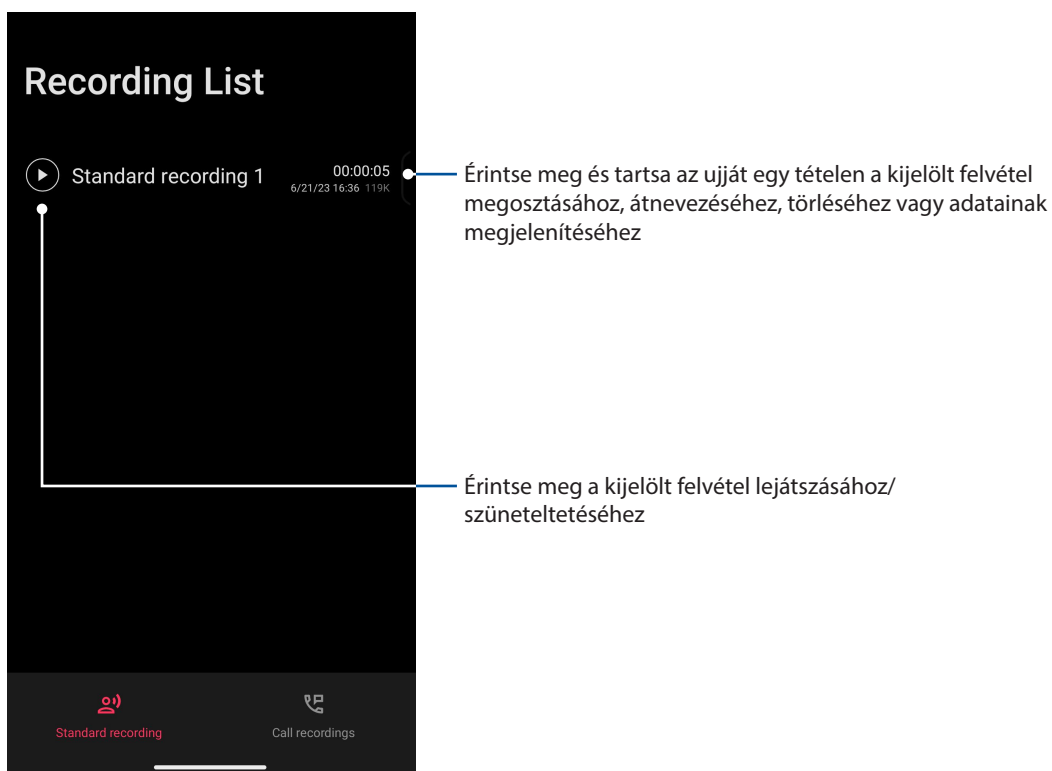 Recording List
Standard recording 1
00:00:05
6/21/23 16:36 119K
Érintse meg és tartsa az ujját egy tételen a kijelölt felvétel
megosztásához, átnevezéséhez, törléséhez vagy adatainak
megjelenítéséhez
Érintse meg a kijelölt felvétel lejátszásához/
szüneteltetéséhez
Standard recording
Call recordings